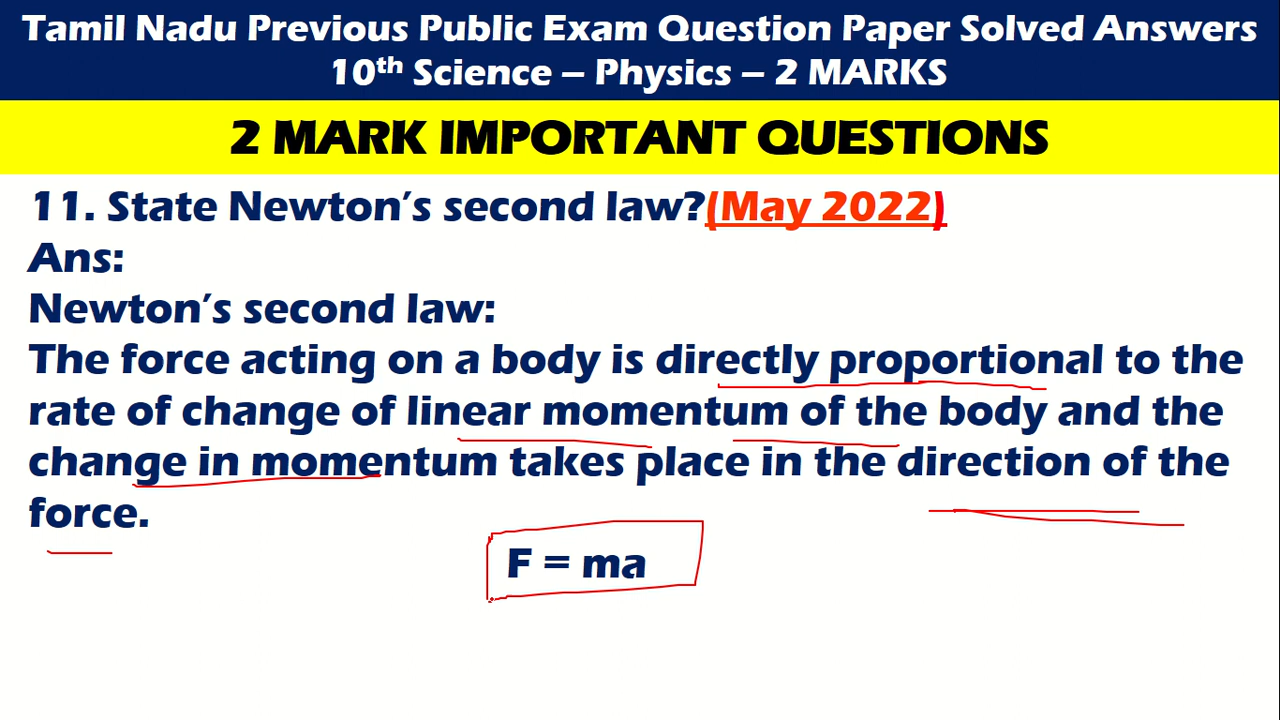 Tamil Nadu Previous Public Exam Question Paper Solved Answers
10th Science – Physics – 2 MARKS
2 MARK IMPORTANT QUESTIONS
11. State Newton’s second law?(May 2022)
Ans:
Newton’s second law:
The force acting on a body is directly proportional to the
rate of change of linear momentum of the body and the
change in momentum takes place in the direction of the
force.
F = ma